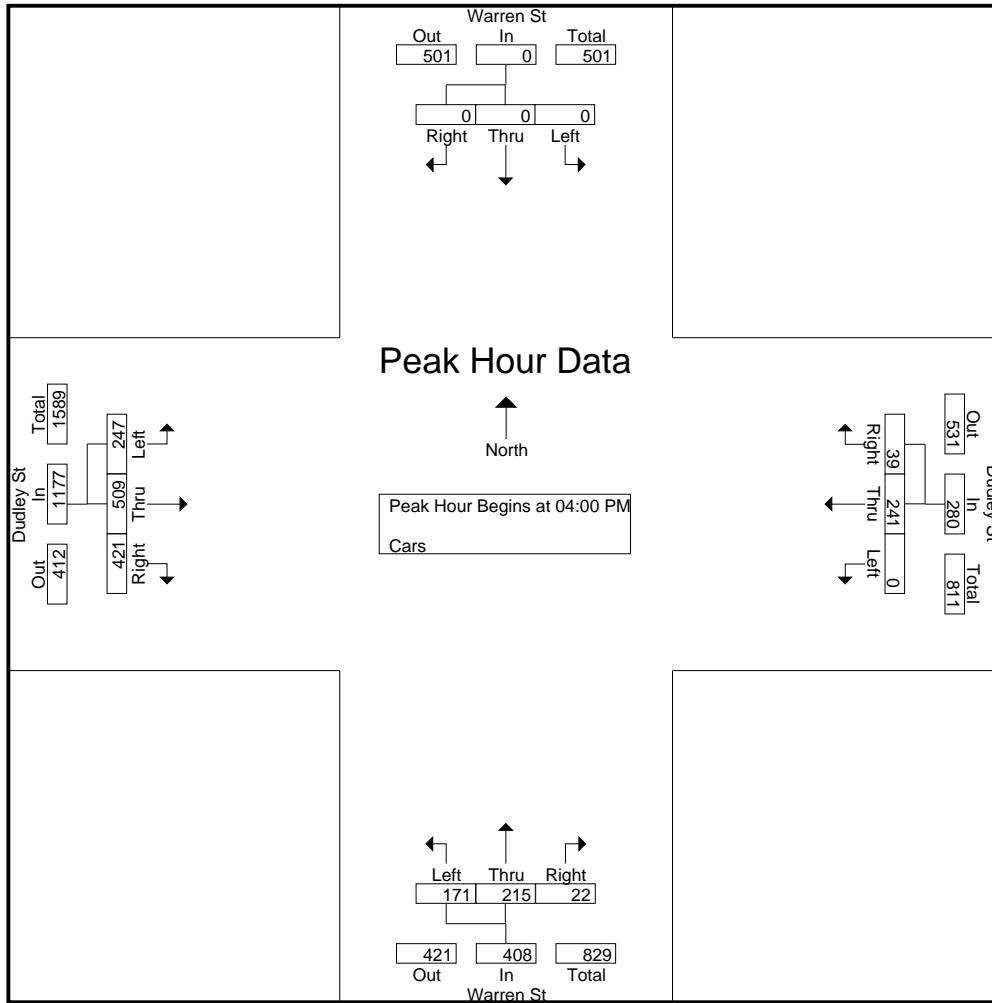 Warren St
Out In Total
501 0 501
0 0 0
Right Thru Left
Peak Hour Data
North
Peak Hour Begins at 04:00 PM
Cars
Dudley St
Total In Out
1589 1177 412
247 509 421
Left Thru Right
Dudley St
Out In Total
531 280 811
39 241 0
Right Thru Left
Left Thru Right
171 215 22
421 408 829
Out In Total
Warren St